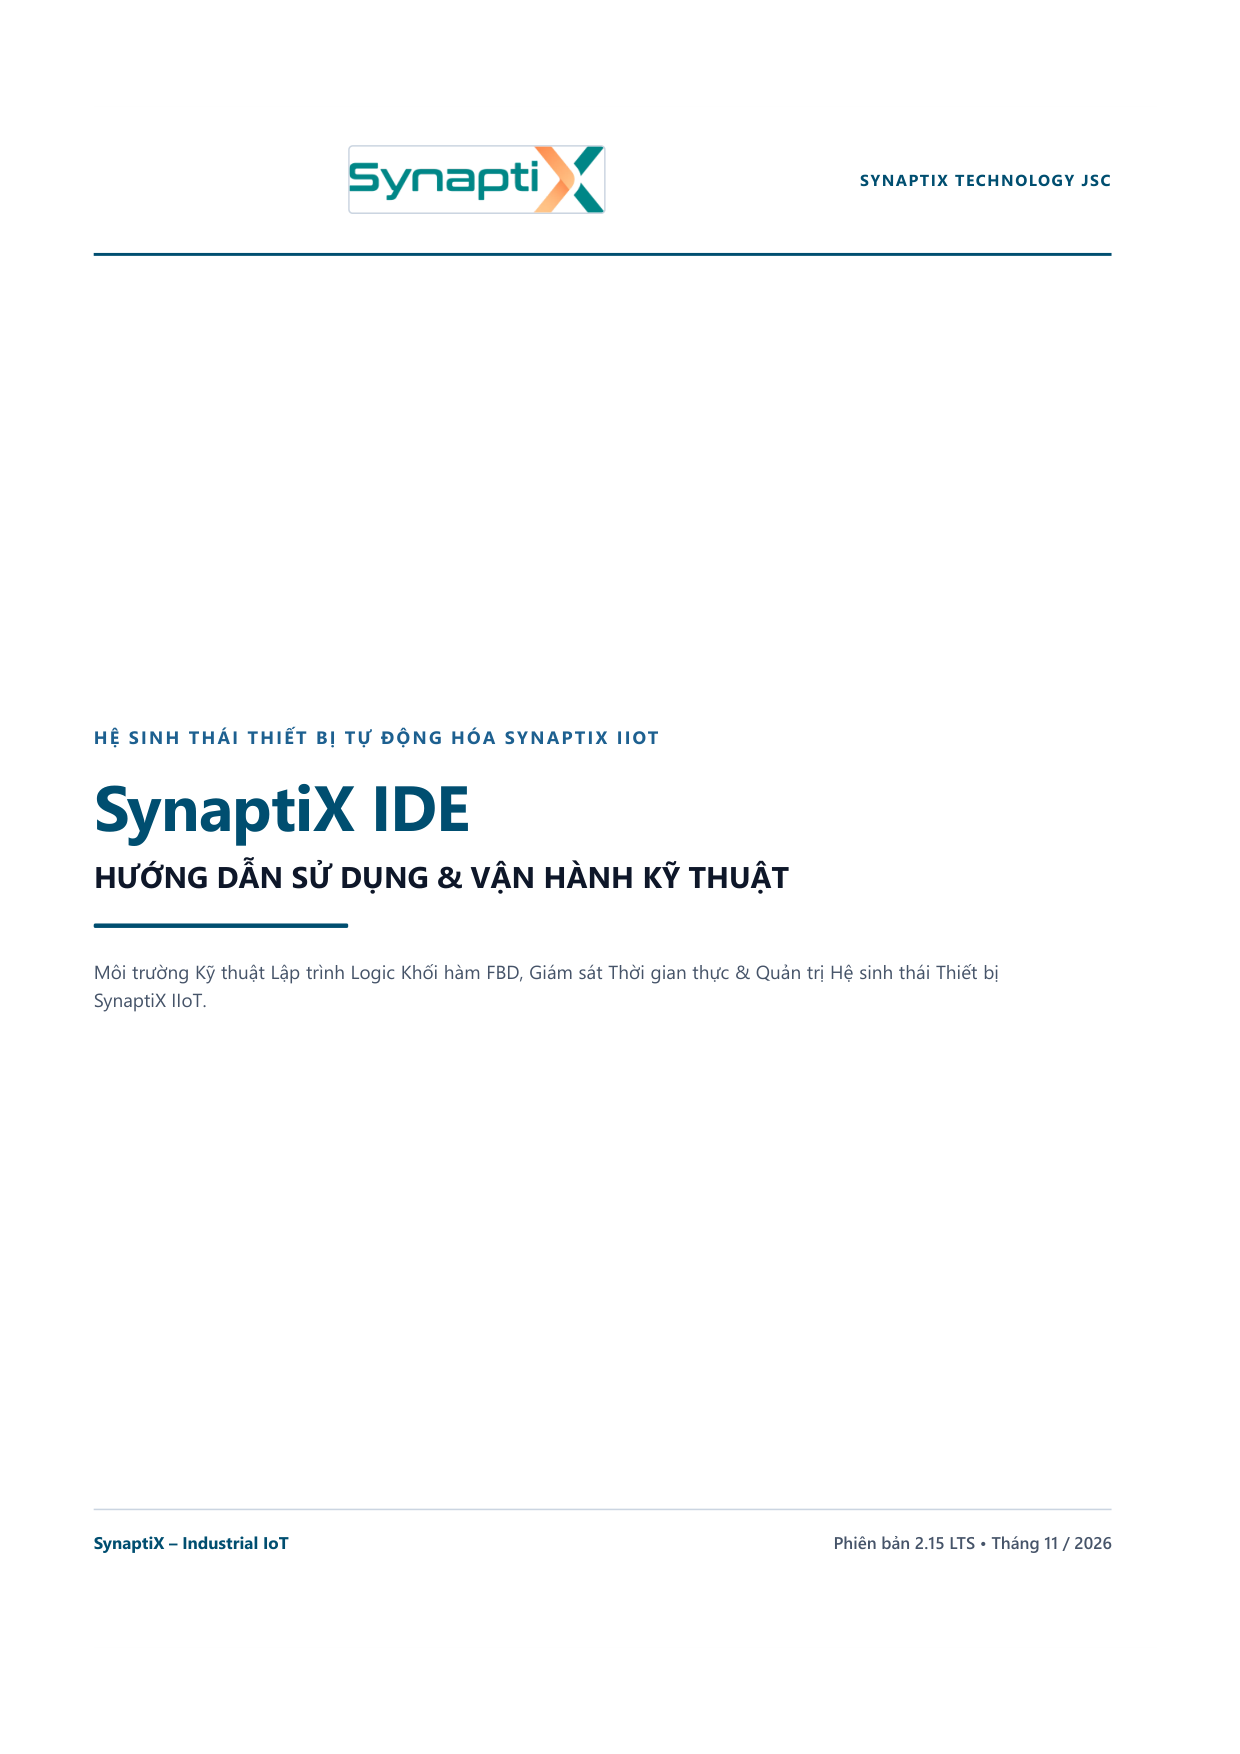 SynaptiX
SYNAPTIX TECHNOLOGY JSC
HỆ SINH THÁI THIẾT BỊ TỰ ĐỘNG HÓA SYNAPTIX IIOT
SynaptiX IDE
HƯỚNG DẪN SỬ DỤNG & VẬN HÀNH KỸ THUẬT
Môi trường Kỹ thuật Lập trình Logic Khối hàm FBD, Giám sát Thời gian thực & Quản trị Hệ sinh thái Thiết bị
SynaptiX IIoT.
SynaptiX – Industrial IoT
Phiên bản 2.15 LTS • Tháng 11 / 2026